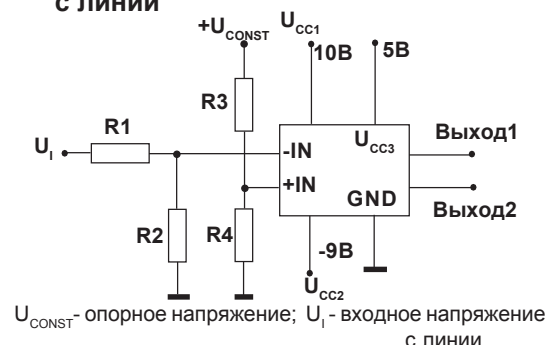 с линии
+U_CONST U_CC1
10В 5В
R3
R1
U_I
U_CC3
Выход1
-IN
+IN
GND
Выход2
R2 R4
-9В
U_CC2
U_CONST- опорное напряжение; U_I - входное напряжение
с линии